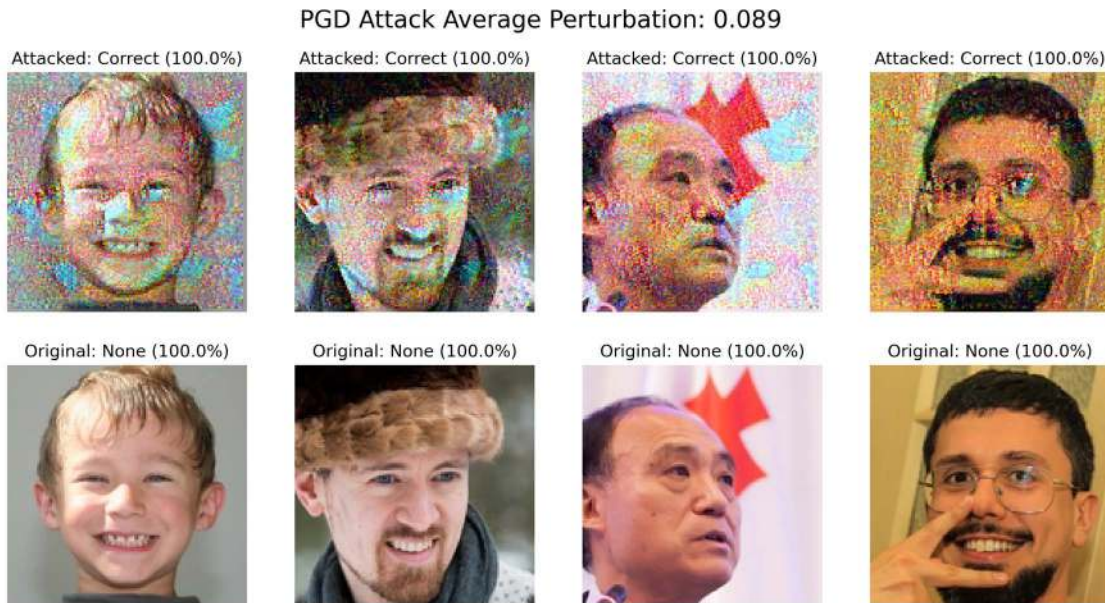 PGD Attack Average Perturbation: 0.089
Attacked: Correct (100.0%)
Attacked: Correct (100.0%)
Attacked: Correct (100.0%)
Attacked: Correct (100.0%)
Original: None (100.0%)
Original: None (100.0%)
Original: None (100.0%)
Original: None (100.0%)